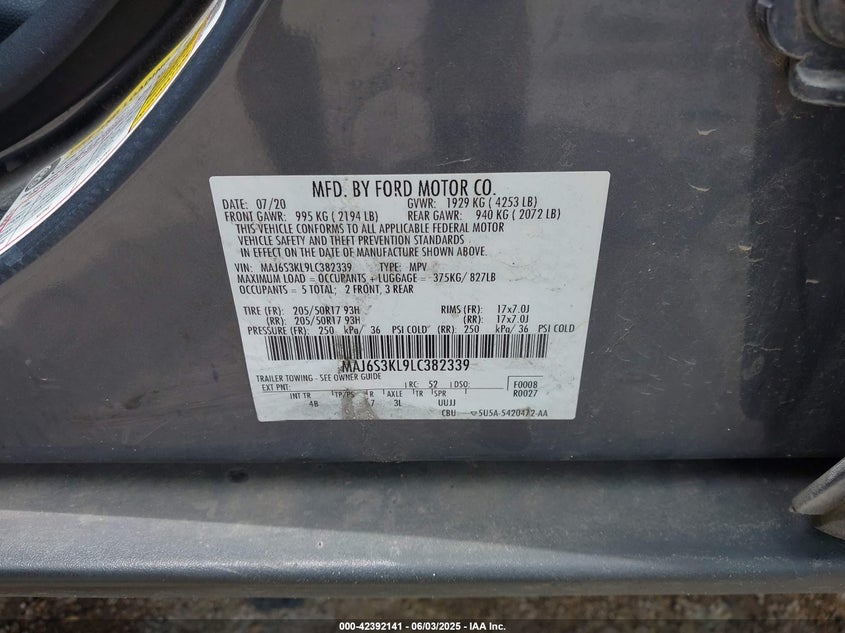 MFD. BY FORD MOTOR CO.
DATE: 07/20 GVWR: 1929 KG ( 4253 LB)
FRONT GAWR: 995 KG ( 2194 LB) REAR GAWR: 940 KG ( 2072 LB)
THIS VEHICLE CONFORMS TO ALL APPLICABLE FEDERAL MOTOR
VEHICLE SAFETY AND THEFT PREVENTION STANDARDS
IN EFFECT ON THE DATE OF MANUFACTURE SHOWN ABOVE.
VIN: MAJ6S3KL9LC382339 TYPE: MPV
MAXIMUM LOAD = OCCUPANTS + LUGGAGE = 375KG/ 827LB
OCCUPANTS = 5 TOTAL; 2 FRONT, 3 REAR
TIRE (FR): 205/50R17 93H RIMS (FR): 17x7.0J
(RR): 205/50R17 93H (RR): 17x7.0J
PRESSURE (FR): 250 kPa/ 36 PSI COLD (RR): 250 kPa/ 36 PSI COLD
MAJ6S3KL9LC382339
TRAILER TOWING - SEE OWNER GUIDE
EXT PNT: RC: 52 DSO: F0008
INT TR TP/PS R AXLE TR SPR R0027
4B 7 3L UUJJ
CBU 5U5A-5420472-AA
000-42392141 - 06/03/2025 - IAA Inc.